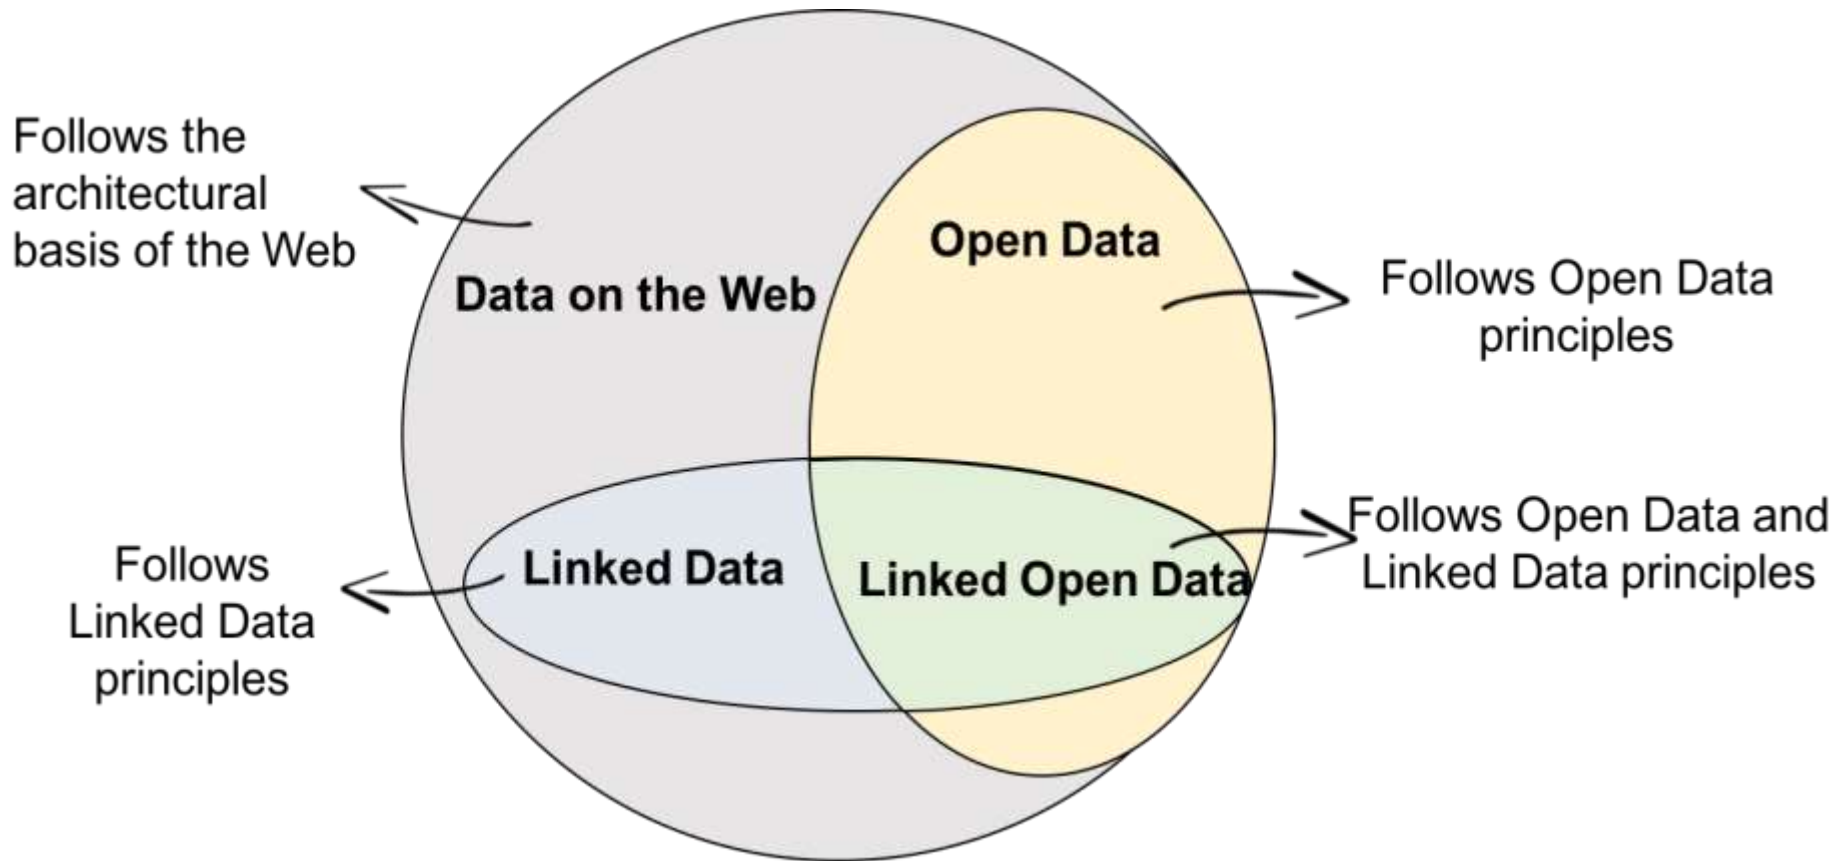 Follows the
architectural
basis of the Web
Data on the Web
Open Data
Follows Open Data
principles
Follows
Linked Data
principles
Linked Data
Linked Open Data
Follows Open Data and
Linked Data principles